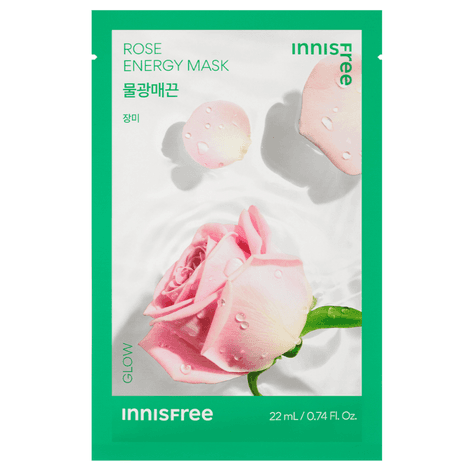 ROSE
ENERGY MASK
물광매끈
장미
INNISFree
GLOW
INNISFree
22 mL / 0.74 Fl. Oz.